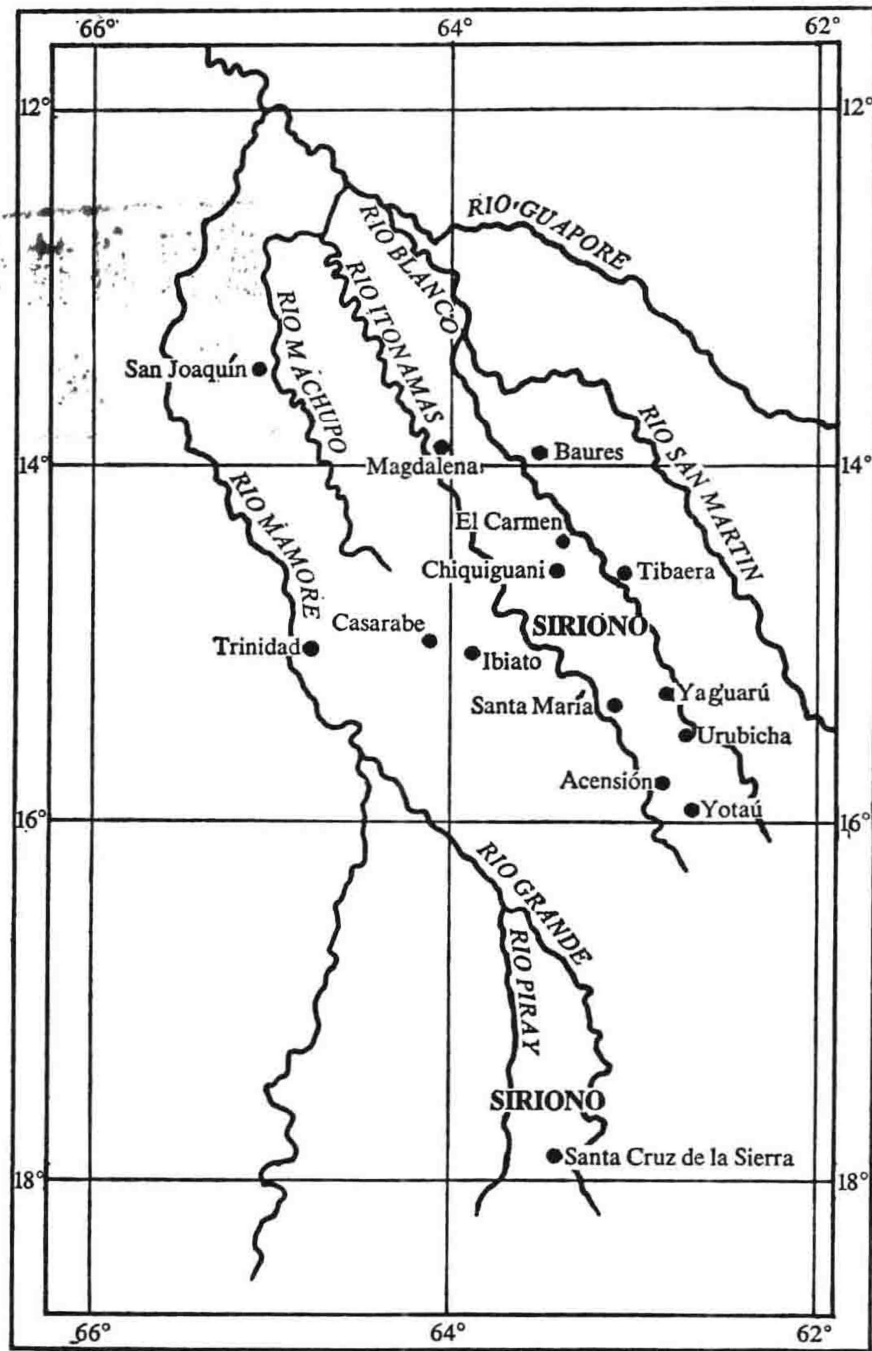 66° 64° 62°
12° 12°
RIO GUAPORE
RIO BLANCO
RIO ITONAMAS
RIO MACHUPO
San Joaquín
RIO SAN MARTIN
Magdalena
Baures
14° 14°
RIO MAMORE
El Carmen
Chiquiguani
Tibaera
SIRIONO
Casarabe
Trinidad
Ibiato
Santa María
Yaguarú
Urubicha
Acensión
Yotaú
16° 16°
RIO GRANDE
RIO PIRAY
SIRIONO
Santa Cruz de la Sierra
18° 18°
66° 64° 62°